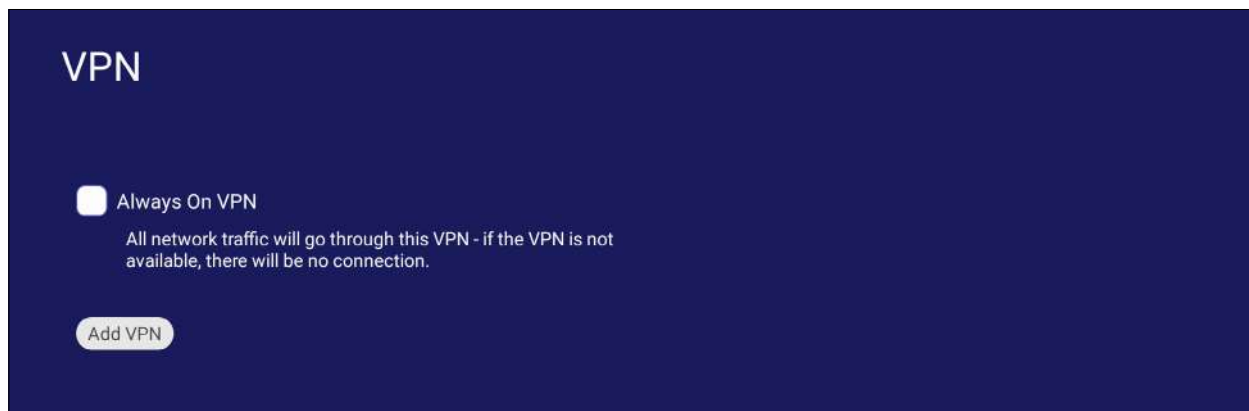 VPN
Always On VPN
All network traffic will go through this VPN - if the VPN is not
available, there will be no connection.
Add VPN